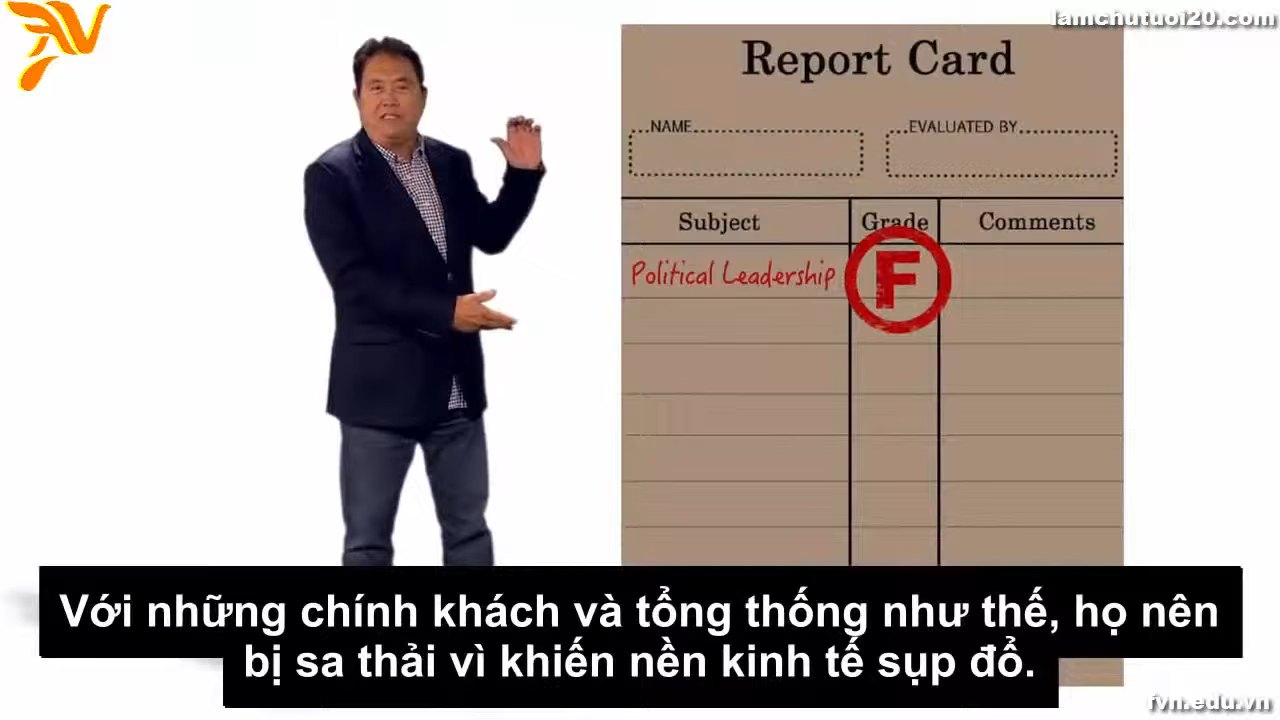 lamchutuoi20.com
Report Card
NAME
EVALUATED BY
Subject Grade Comments
Political Leadership F
Với những chính khách và tổng thống như thế, họ nên
bị sa thải vì khiến nền kinh tế sụp đổ.
fvn.edu.vn